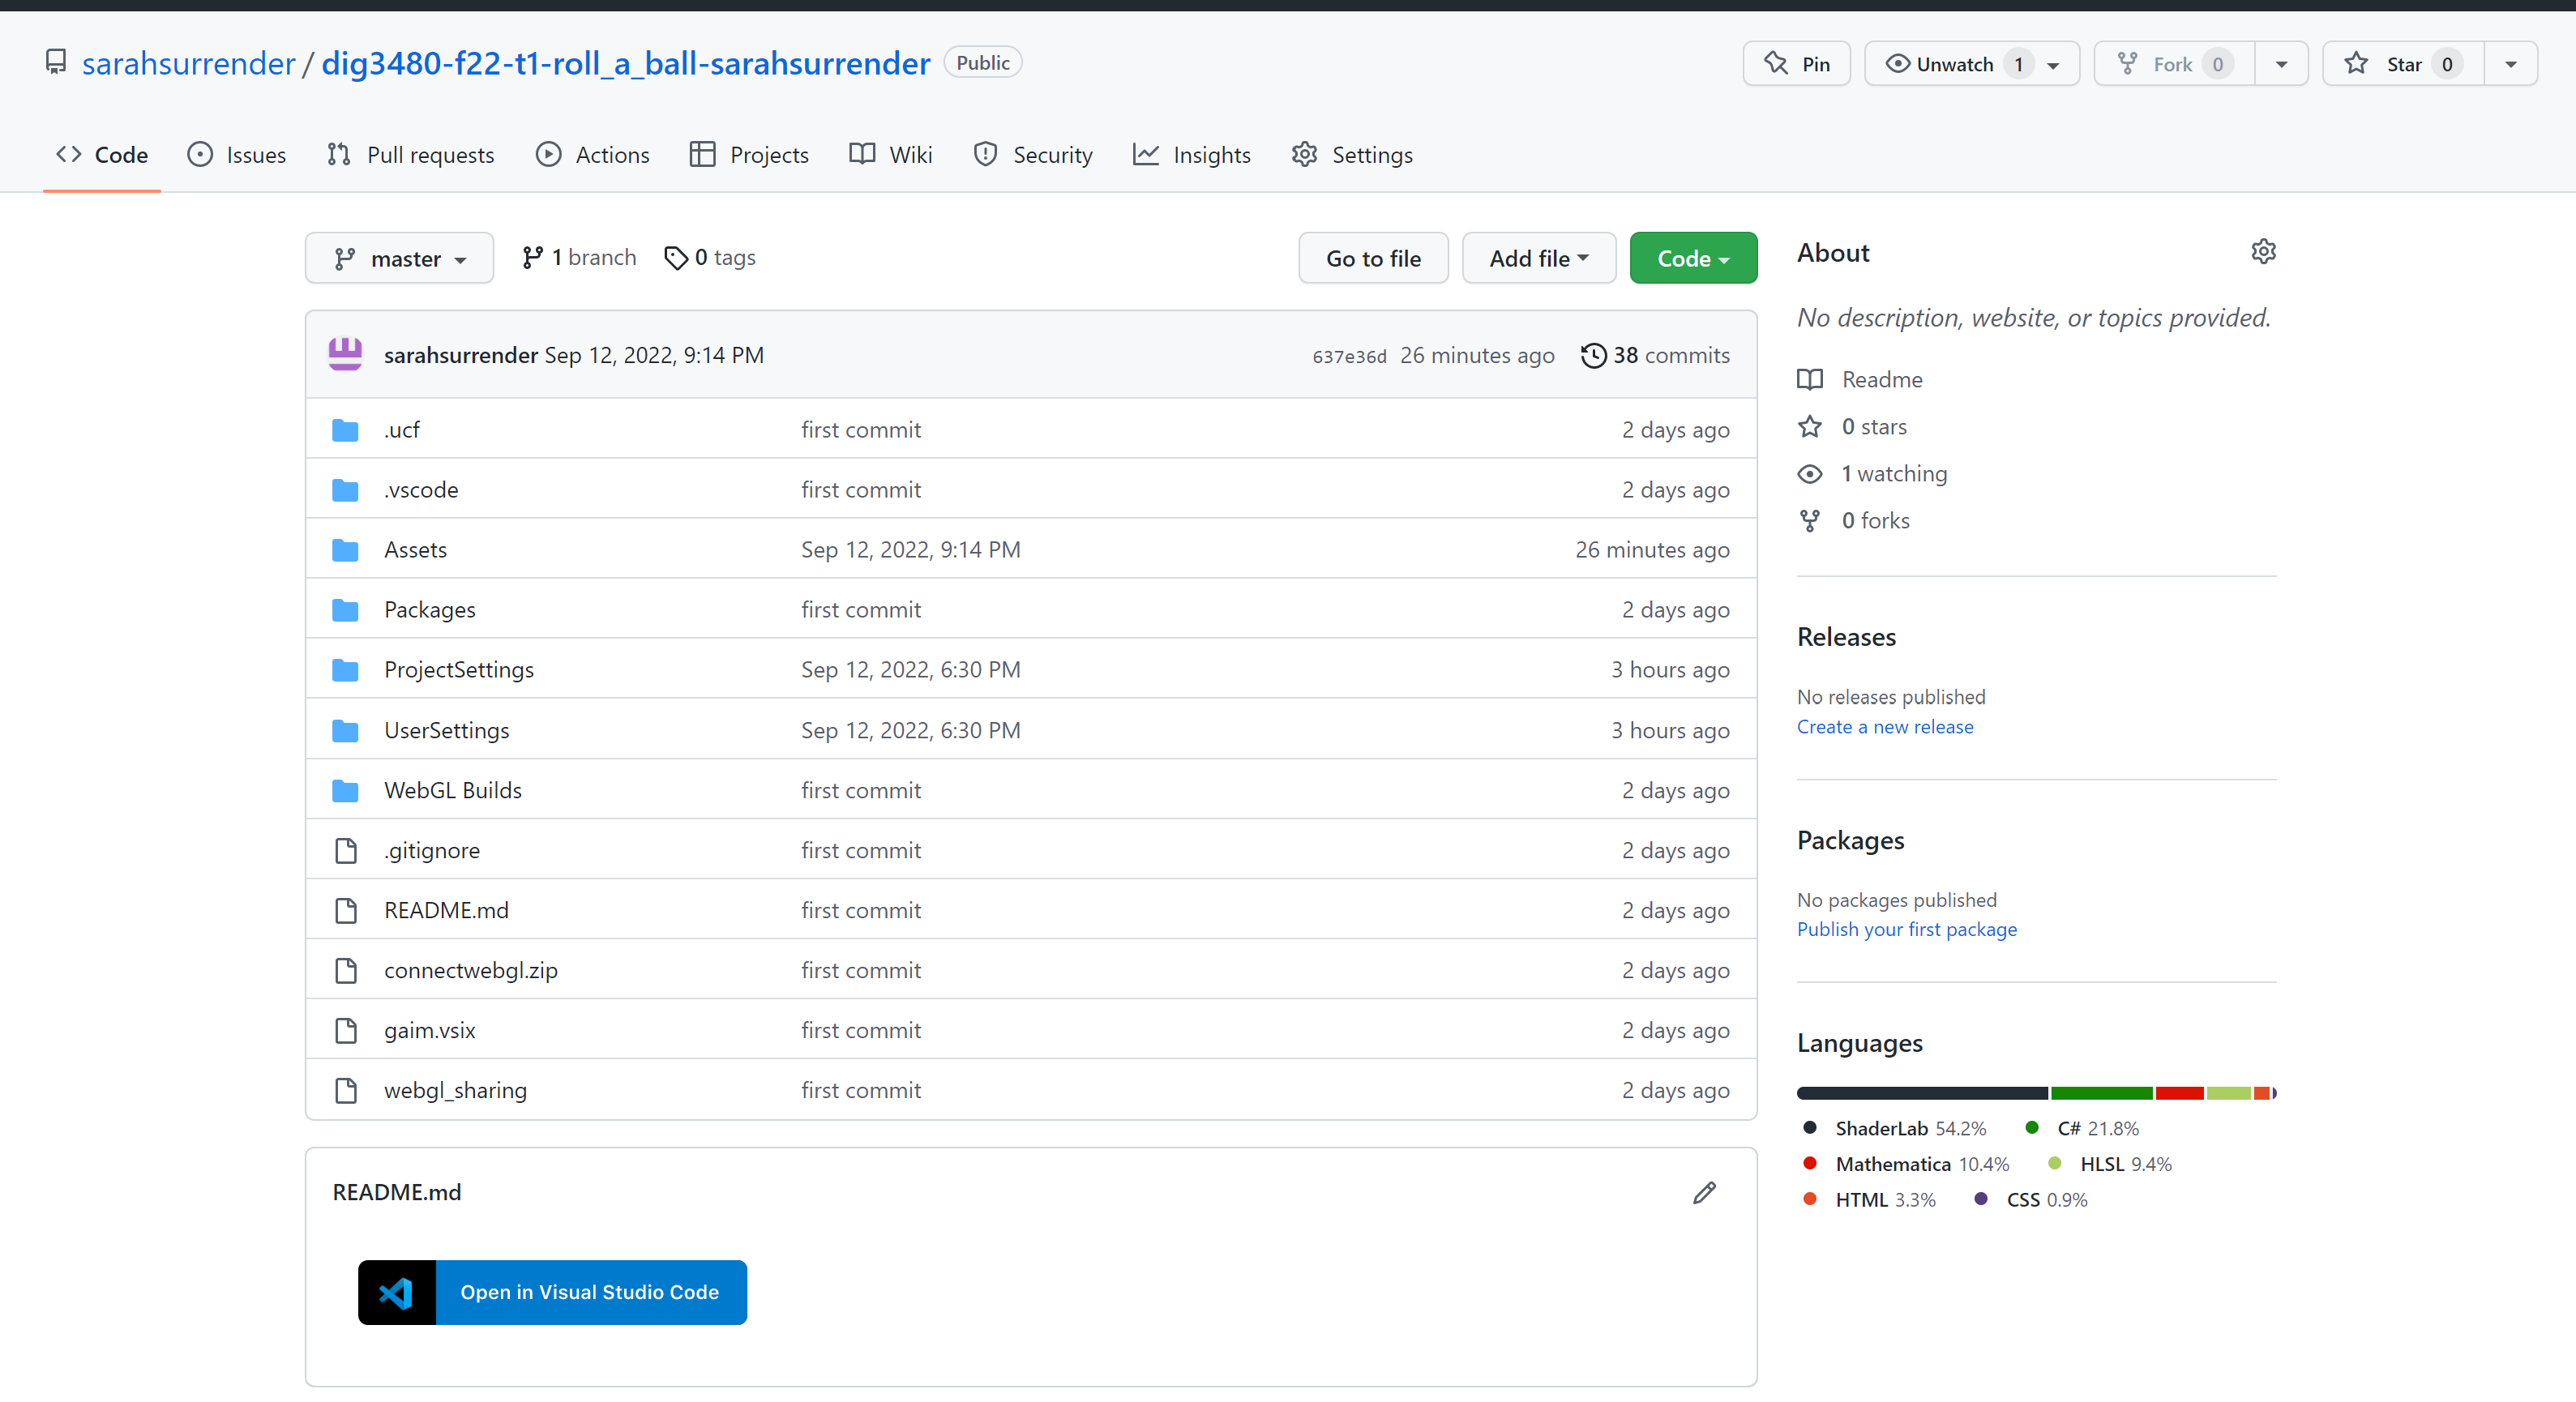 sarahsurrender / dig3480-f22-t1-roll_a_ball-sarahsurrender Public Pin Unwatch 1 Fork 0 Star 0
Code Issues Pull requests Actions Projects Wiki Security Insights Settings
master 1 branch 0 tags Go to file Add file Code
sarahsurrender Sep 12, 2022, 9:14 PM 637e36d 26 minutes ago 38 commits
.ucf first commit 2 days ago
.vscode first commit 2 days ago
Assets Sep 12, 2022, 9:14 PM 26 minutes ago
Packages first commit 2 days ago
ProjectSettings Sep 12, 2022, 6:30 PM 3 hours ago
UserSettings Sep 12, 2022, 6:30 PM 3 hours ago
WebGL Builds first commit 2 days ago
.gitignore first commit 2 days ago
README.md first commit 2 days ago
connectwebgl.zip first commit 2 days ago
gaim.vsix first commit 2 days ago
webgl_sharing first commit 2 days ago
README.md
Open in Visual Studio Code
About
No description, website, or topics provided.
Readme
0 stars
1 watching
0 forks
Releases
No releases published
Create a new release
Packages
No packages published
Publish your first package
Languages
ShaderLab 54.2% C# 21.8%
Mathematica 10.4% HLSL 9.4%
HTML 3.3% CSS 0.9%